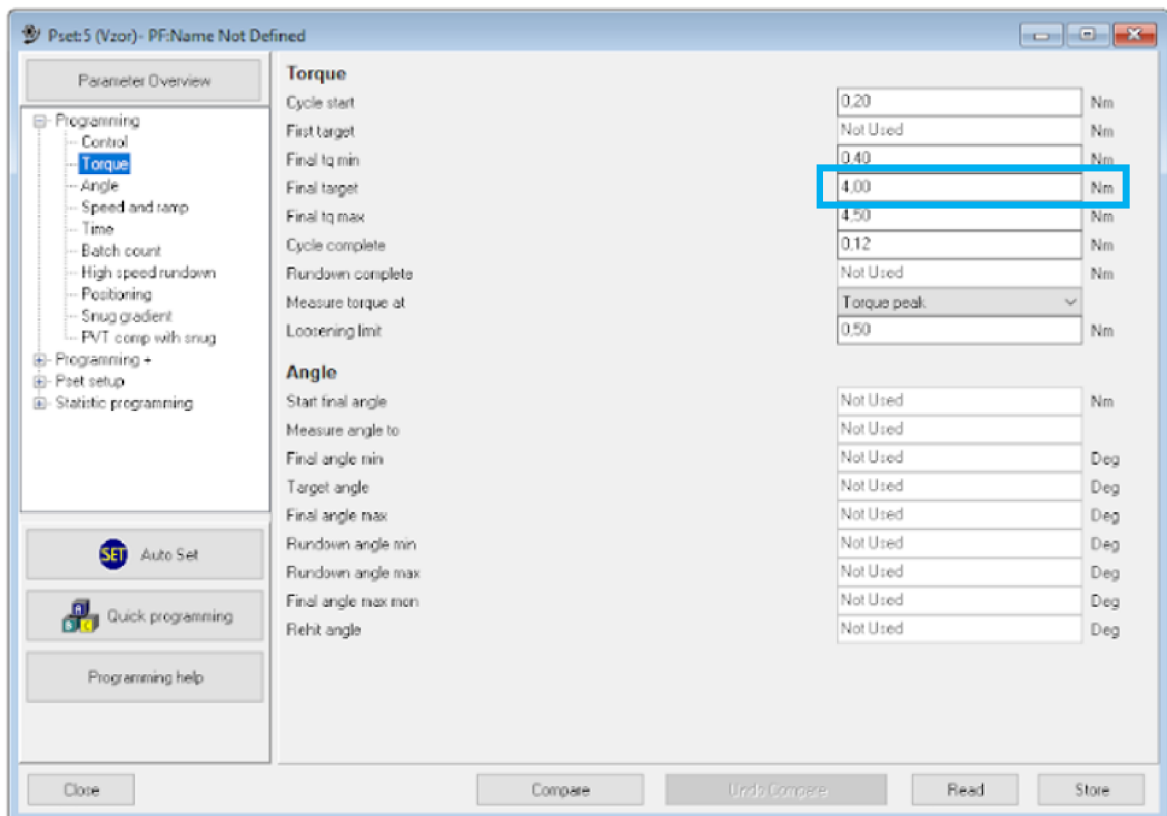 Pset:5 (Vzor)- PF:Name Not Defined
Parameter Overview
Programming
Control
Torque
Angle
Speed and ramp
Time
Batch count
High speed rundown
Positioning
Snug gradient
PVT comp with snug
Programming +
Pset setup
Statistic programming
SET Auto Set
A B C Quick programming
Programming help
Torque
Cycle start 0,20 Nm
First target Not Used Nm
Final tq min 0,40 Nm
Final target 4,00 Nm
Final tq max 4,50 Nm
Cycle complete 0,12 Nm
Rundown complete Not Used Nm
Measure torque at Torque peak
Loosening limit 0,50 Nm
Angle
Start final angle Not Used Nm
Measure angle to Not Used
Final angle min Not Used Deg
Target angle Not Used Deg
Final angle max Not Used Deg
Rundown angle min Not Used Deg
Rundown angle max Not Used Deg
Final angle max mon Not Used Deg
Rehit angle Not Used Deg
Close Compare Undo Compare Read Store